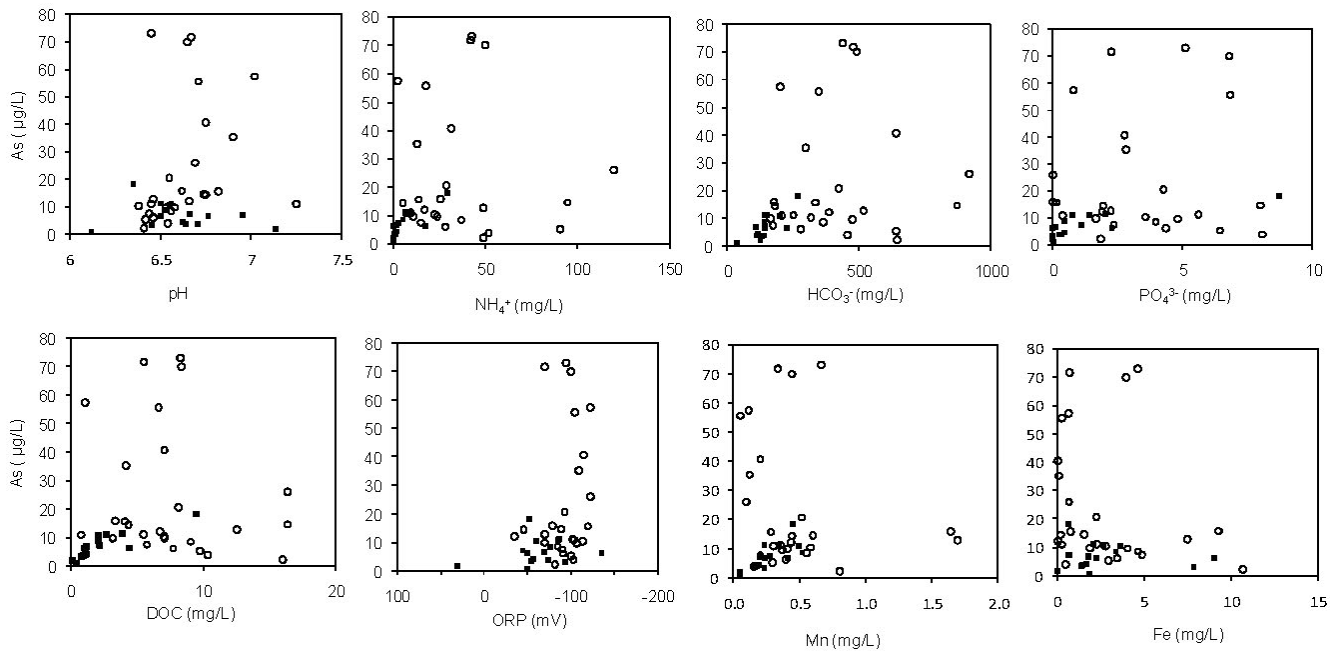 80 70 60 50 40 30 20 10 0
As ( µg/L)
6 6.5 7 7.5
pH
80 70 60 50 40 30 20 10 0
0 50 100 150
NH₄⁺ (mg/L)
80 70 60 50 40 30 20 10 0
0 500 1000
HCO₃⁻(mg/L)
80 70 60 50 40 30 20 10 0
0 5 10
PO₄³⁻ (mg/L)
80 70 60 50 40 30 20 10 0
As ( µg/L)
0 10 20
DOC (mg/L)
80 70 60 50 40 30 20 10 0
100 0 -100 -200
ORP (mV)
80 70 60 50 40 30 20 10 0
0.0 0.5 1.0 1.5 2.0
Mn (mg/L)
80 70 60 50 40 30 20 10 0
0 5 10 15
Fe (mg/L)